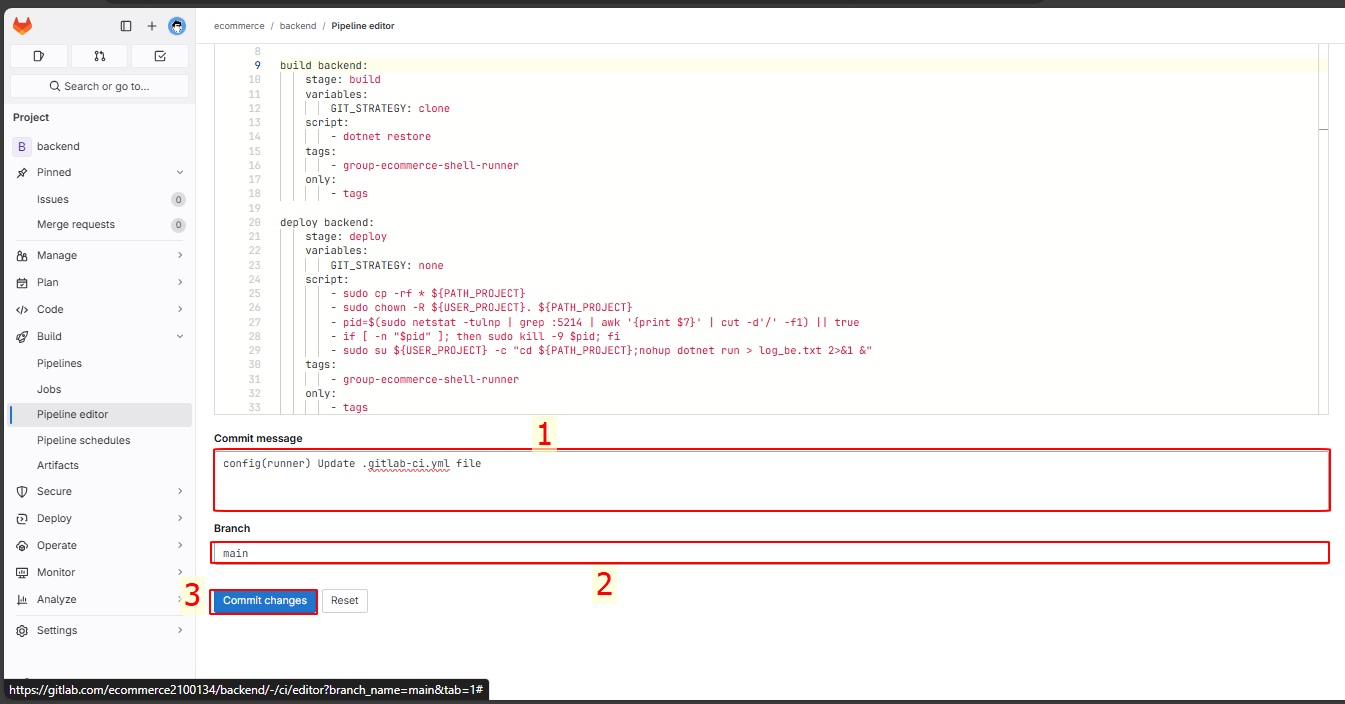 ecommerce / backend / Pipeline editor
Search or go to...
Project
B backend
Pinned
Issues 0
Merge requests 0
Manage
Plan
Code
Build
Pipelines
Jobs
Pipeline editor
Pipeline schedules
Artifacts
Secure
Deploy
Operate
Monitor
Analyze
Settings
8
9 build backend:
10 stage: build
11 variables:
12 GIT_STRATEGY: clone
13 script:
14 - dotnet restore
15 tags:
16 - group-ecommerce-shell-runner
17 only:
18 - tags
19
20 deploy backend:
21 stage: deploy
22 variables:
23 GIT_STRATEGY: none
24 script:
25 - sudo cp -rf * ${PATH_PROJECT}
26 - sudo chown -R ${USER_PROJECT}. ${PATH_PROJECT}
27 - pid=$(sudo netstat -tulnp | grep :5214 | awk '{print $7}' | cut -d'/' -f1) || true
28 - if [ -n "$pid" ]; then sudo kill -9 $pid; fi
29 - sudo su ${USER_PROJECT} -c "cd ${PATH_PROJECT};nohup dotnet run > log_be.txt 2>&1 &"
30 tags:
31 - group-ecommerce-shell-runner
32 only:
33 - tags
Commit message
1
config(runner) Update .gitlab-ci.yml file
Branch
main
2
3
Commit changes Reset
https://gitlab.com/ecommerce2100134/backend/-/ci/editor?branch_name=main&tab=1#